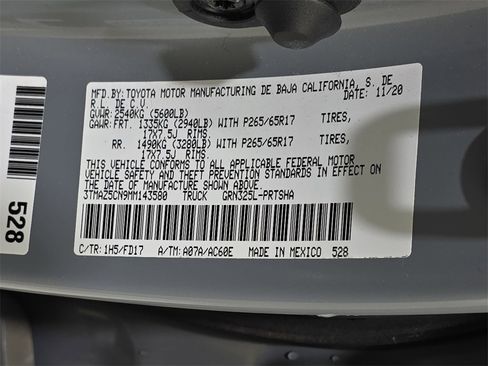 MFD.BY:TOYOTA MOTOR MANUFACTURING DE BAJA CALIFORNIA, S. DE
R.L. DE C.V. DATE: 11/20
GVWR:2540KG (5600LB)
GAWR:FRT. 1335KG (2940LB) WITH P265/65R17 TIRES,
17X7.5J RIMS.
RR. 1490KG (3280LB) WITH P265/65R17 TIRES,
17X7.5J RIMS.
THIS VEHICLE CONFORMS TO ALL APPLICABLE FEDERAL MOTOR
VEHICLE SAFETY AND THEFT PREVENTION STANDARDS IN EFFECT ON
THE DATE OF MANUFACTURE SHOWN ABOVE.
3TMAZ5CN9MM143580 TRUCK GRN325L-PRTSHA
C/TR: 1H5/FD17 A/TM: A07A/AC60E MADE IN MEXICO 528
528